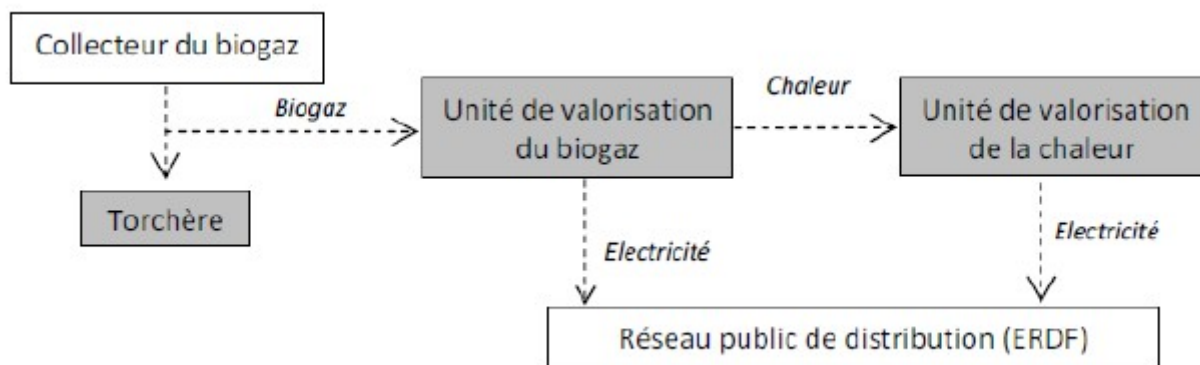 Collecteur du biogaz
Biogaz
Unité de valorisation
du biogaz
Chaleur
Unité de valorisation
de la chaleur
Torchère
Electricité
Electricité
Réseau public de distribution (ERDF)